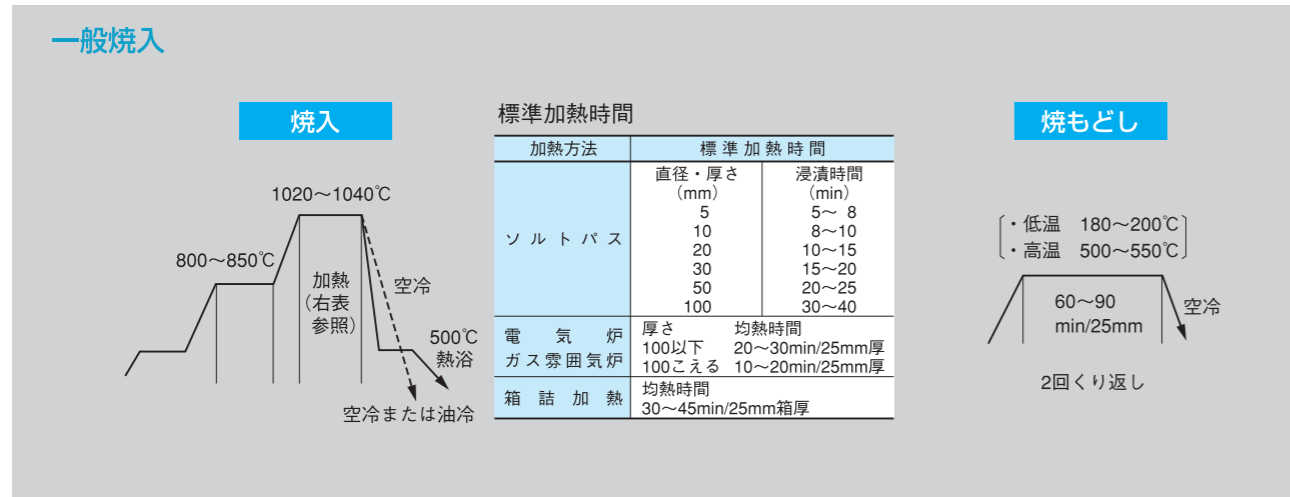 一般焼入
焼入
1020～1040℃
800～850℃
加熱
（右表
参照）
空冷
500℃
熱浴
空冷または油冷
標準加熱時間
加熱方法 標準加熱時間
ソルトバス
直径・厚さ 浸漬時間
（mm） （min）
5 5～ 8
10 8～10
20 10～15
30 15～20
50 20～25
100 30～40
電気炉
ガス雰囲気炉
厚さ 均熱時間
100以下 20～30min/25mm厚
100こえる 10～20min/25mm厚
箱詰加熱
均熱時間
30～45min/25mm箱厚
焼もどし
・低温 180～200℃
・高温 500～550℃
60～90
min/25mm
空冷
2回くり返し